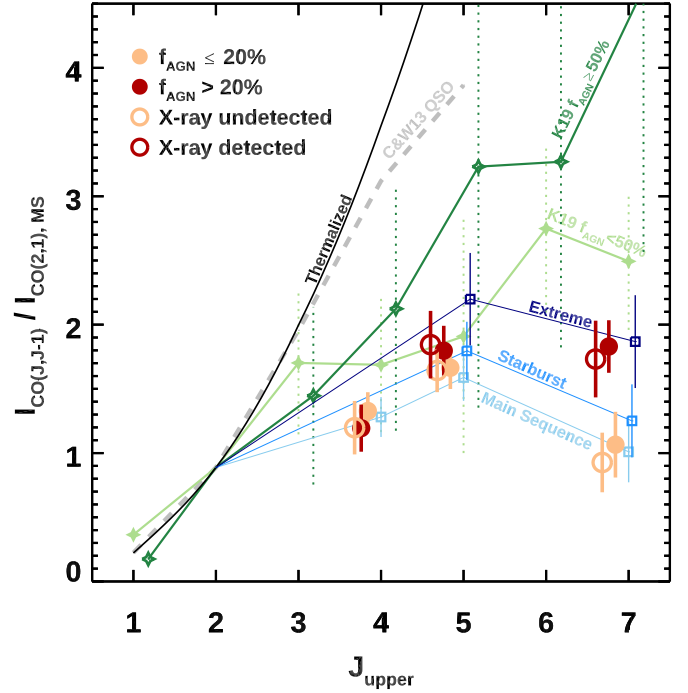 f_AGN ≤ 20%
f_AGN > 20%
X-ray undetected
X-ray detected
C&W13 QSO
Thermalized
K19 f_AGN ≥50%
K19 f_AGN <50%
Extreme
Starburst
Main Sequence
I_CO(J,J-1) / I_CO(2,1), MS
4
3
2
1
0
1 2 3 4 5 6 7
J_upper